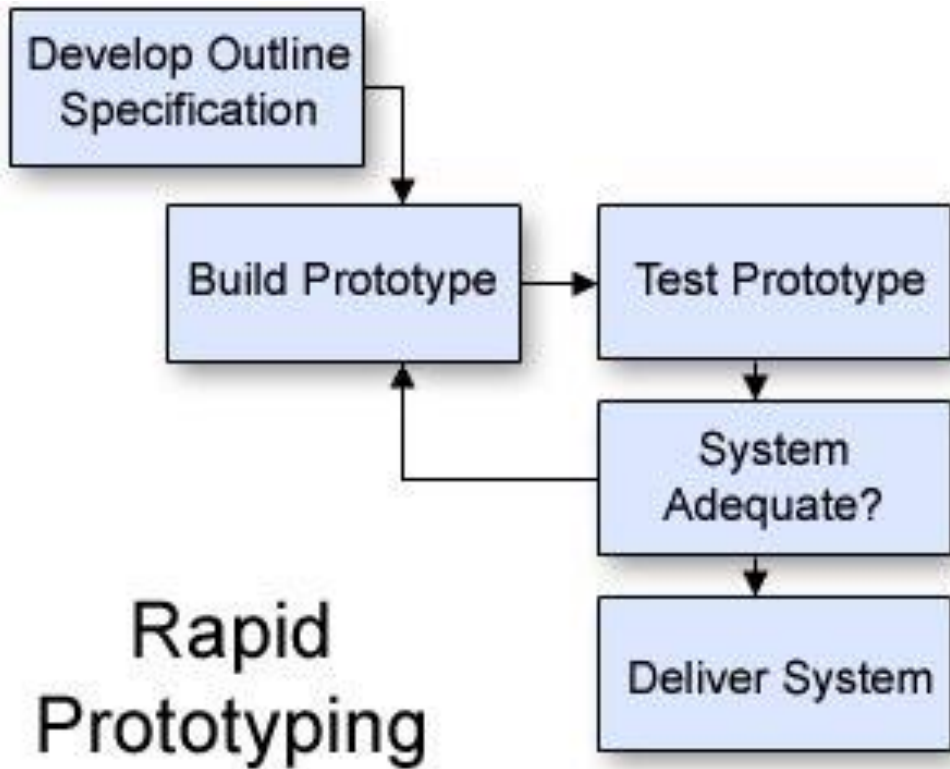 Develop Outline
Specification
Build Prototype
Test Prototype
System
Adequate?
Deliver System
Rapid
Prototyping